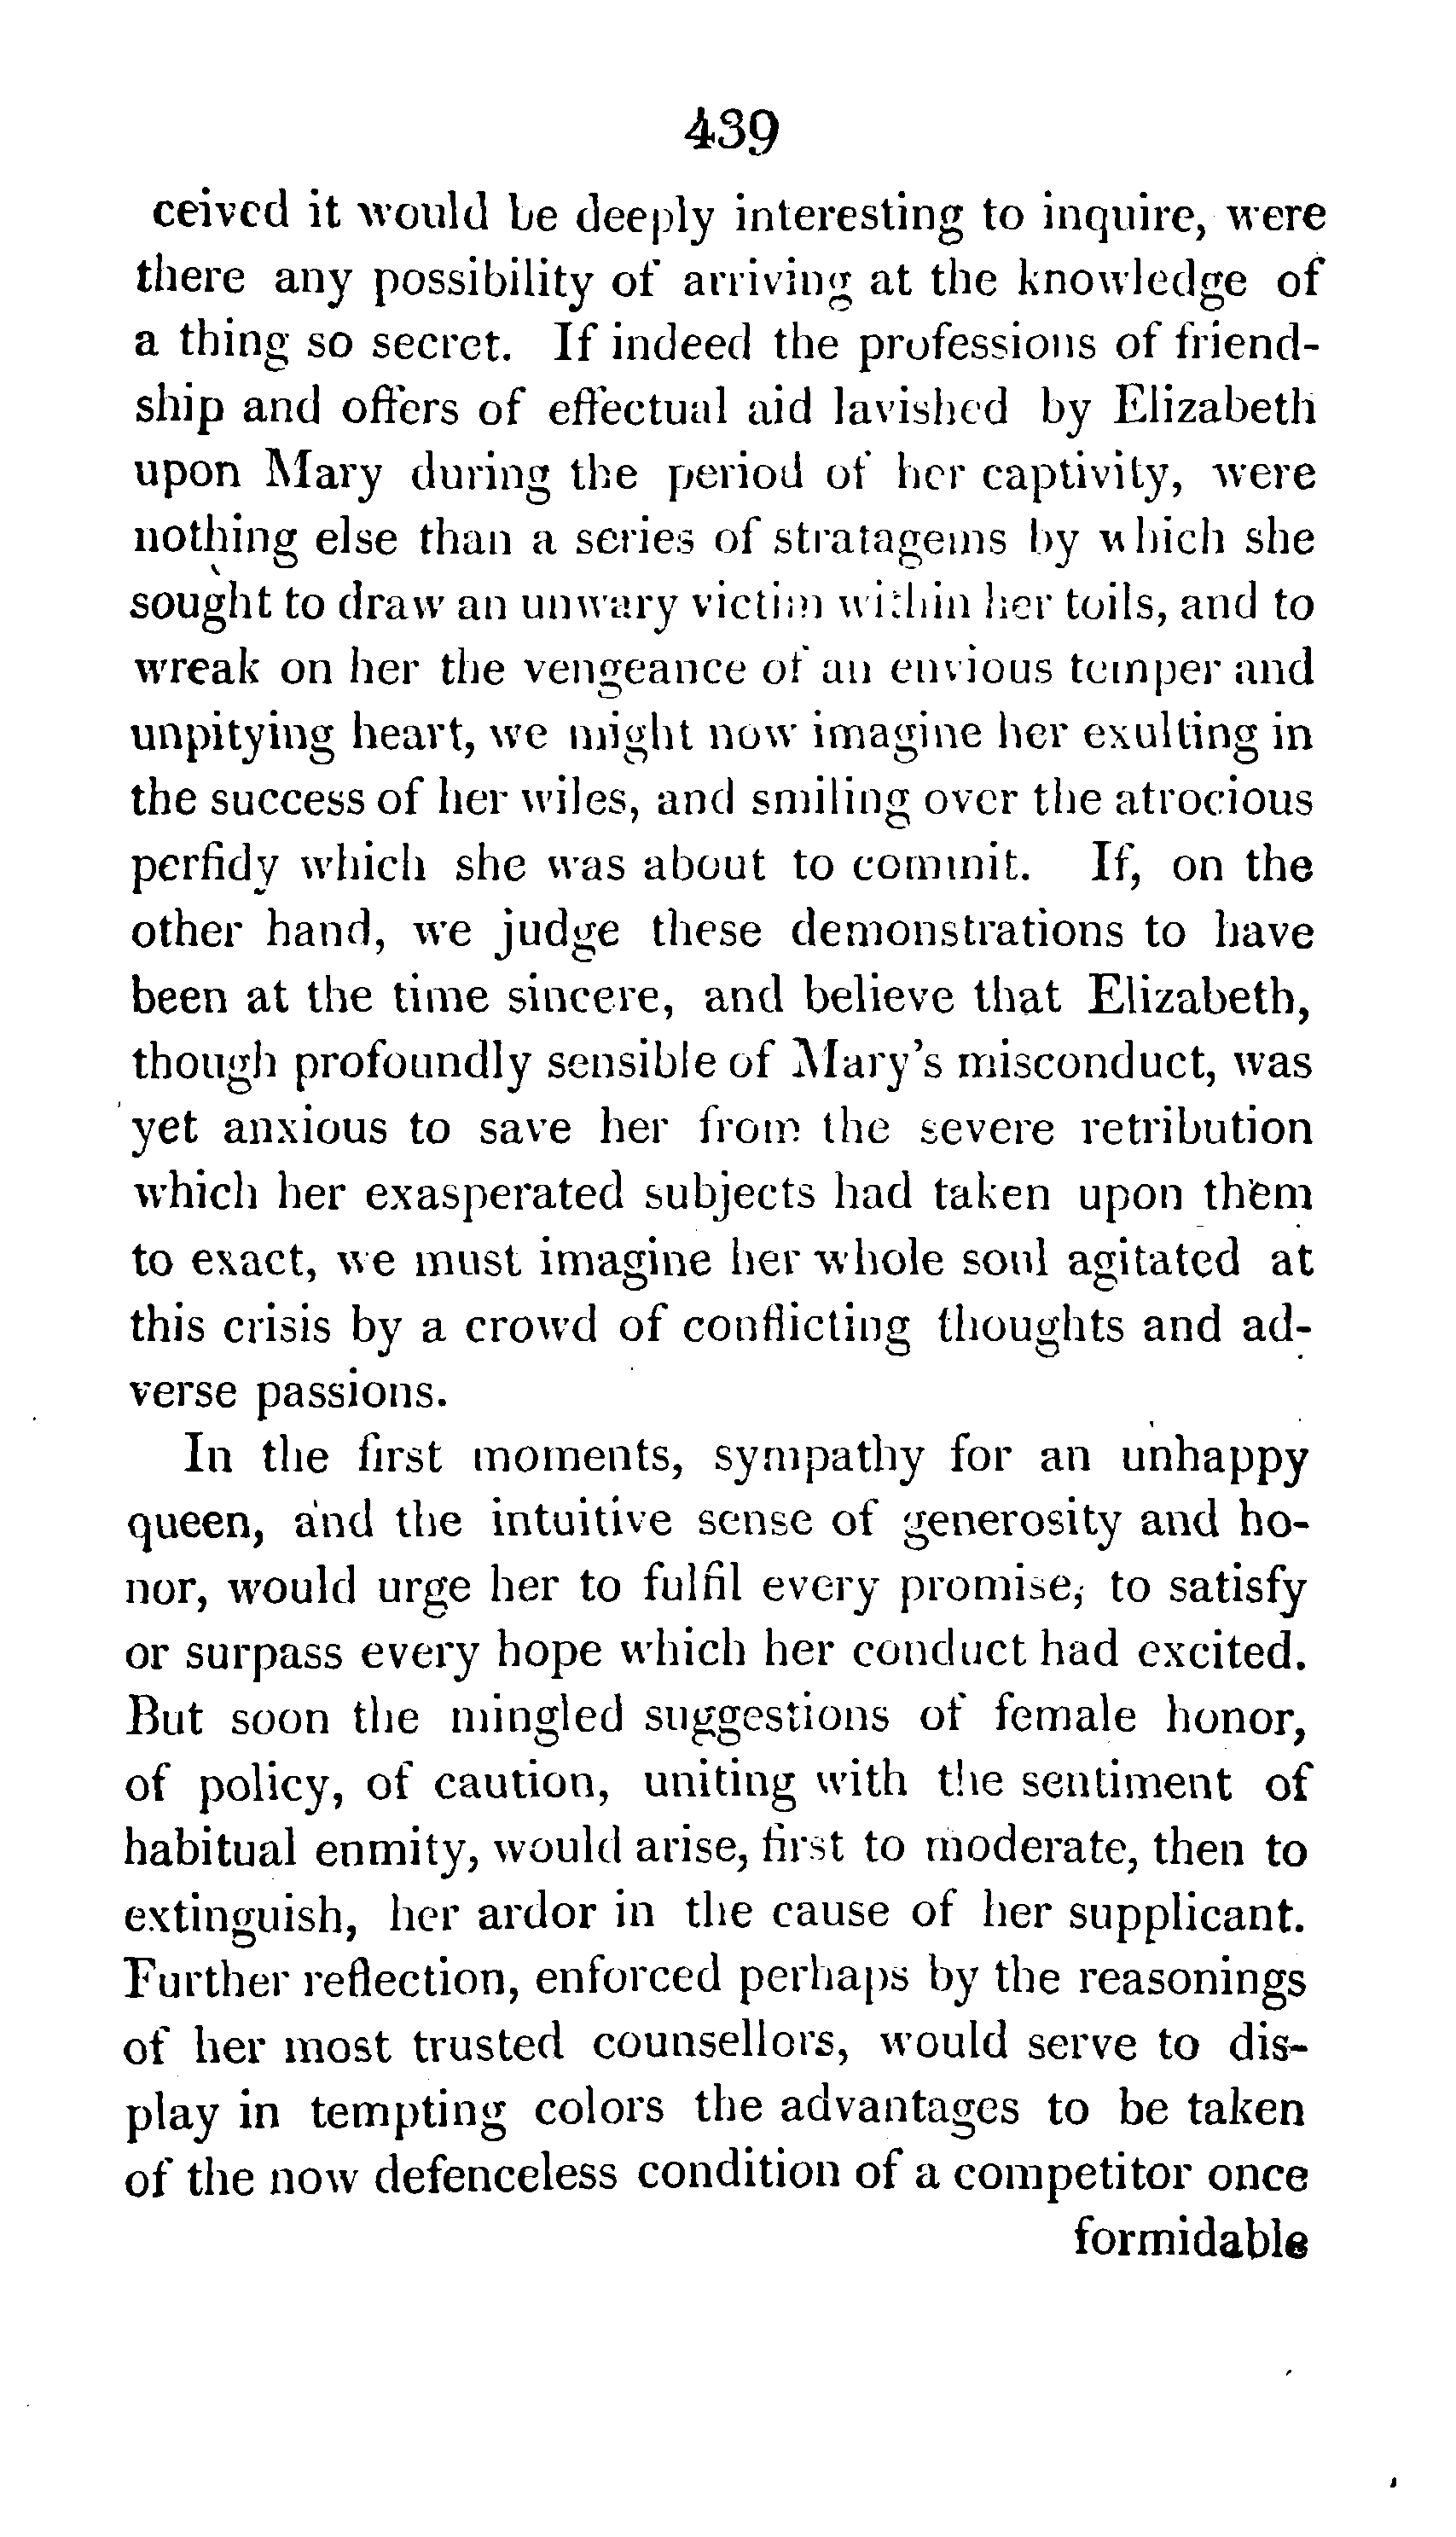 439
ceived it would be deeply interesting to inquire, were
there any possibility of arriving at the knowledge of
a thing so secret. If indeed the professions of friend-
ship and offers of effectual aid lavished by Elizabeth
upon Mary during the period of her captivity, were
nothing else than a series of stratagems by which she
sought to draw an unwary victim within her toils, and to
wreak on her the vengeance of an envious temper and
unpitying heart, we might now imagine her exulting in
the success of her wiles, and smiling over the atrocious
perfidy which she was about to commit. If, on the
other hand, we judge these demonstrations to have
been at the time sincere, and believe that Elizabeth,
though profoundly sensible of Mary's misconduct, was
yet anxious to save her from the severe retribution
which her exasperated subjects had taken upon them
to exact, we must imagine her whole soul agitated at
this crisis by a crowd of conflicting thoughts and ad-
verse passions.
In the first moments, sympathy for an unhappy
queen, and the intuitive sense of generosity and ho-
nor, would urge her to fulfil every promise, to satisfy
or surpass every hope which her conduct had excited.
But soon the mingled suggestions of female honor,
of policy, of caution, uniting with the sentiment of
habitual enmity, would arise, first to moderate, then to
extinguish, her ardor in the cause of her supplicant.
Further reflection, enforced perhaps by the reasonings
of her most trusted counsellors, would serve to dis-
play in tempting colors the advantages to be taken
of the now defenceless condition of a competitor once
formidable